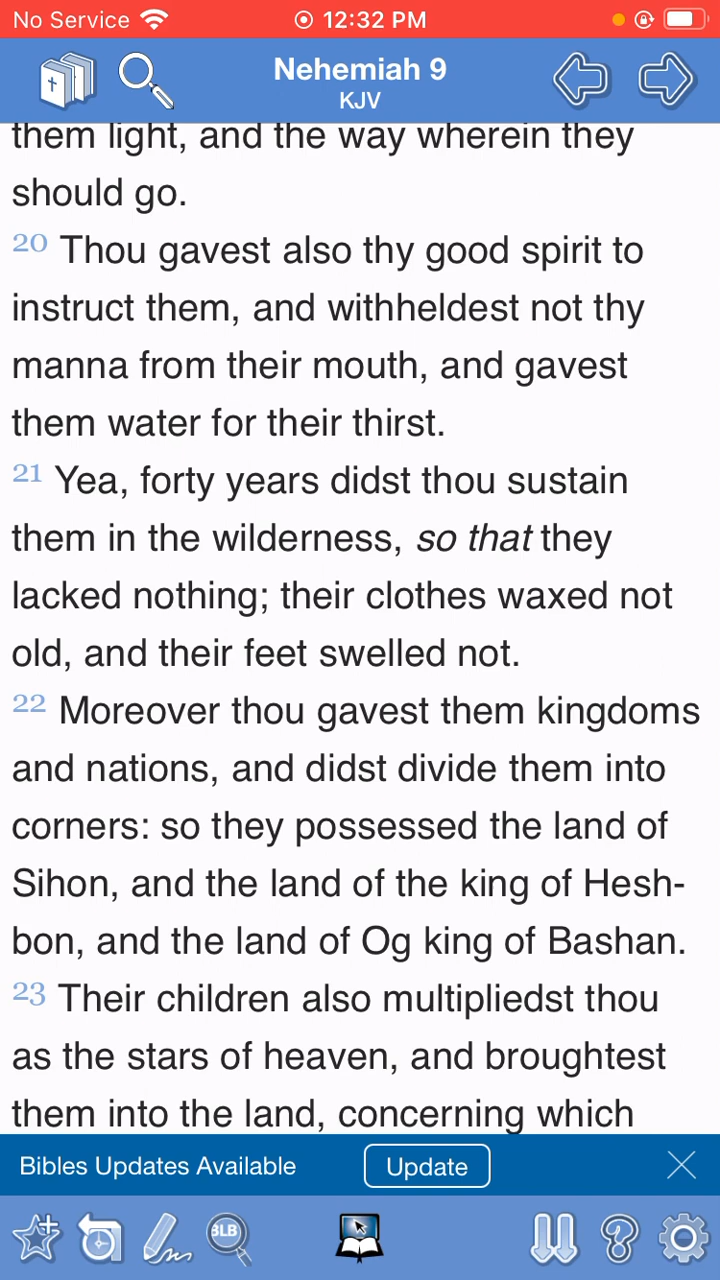 No Service 12:32 PM
Nehemiah 9
KJV
them light, and the way wherein they
should go.
20 Thou gavest also thy good spirit to
instruct them, and withheldest not thy
manna from their mouth, and gavest
them water for their thirst.
21 Yea, forty years didst thou sustain
them in the wilderness, so that they
lacked nothing; their clothes waxed not
old, and their feet swelled not.
22 Moreover thou gavest them kingdoms
and nations, and didst divide them into
corners: so they possessed the land of
Sihon, and the land of the king of Hesh-
bon, and the land of Og king of Bashan.
23 Their children also multipliedst thou
as the stars of heaven, and broughtest
them into the land, concerning which
Bibles Updates Available Update
BLB